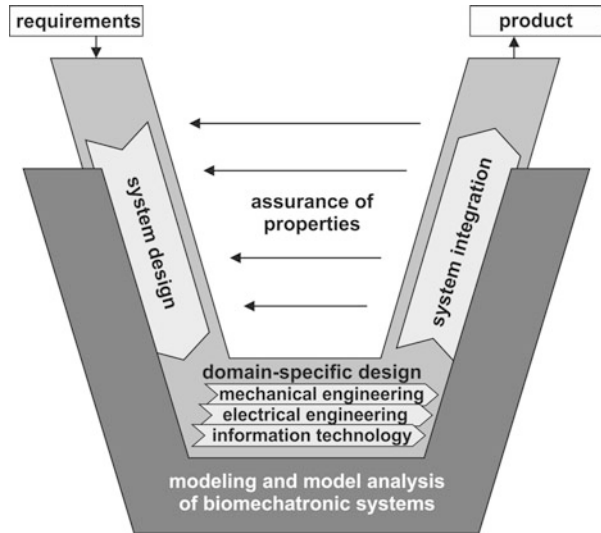 requirements
product
system design
assurance of
properties
system integration
domain-specific design
mechanical engineering
electrical engineering
information technology
modeling and model analysis
of biomechatronic systems